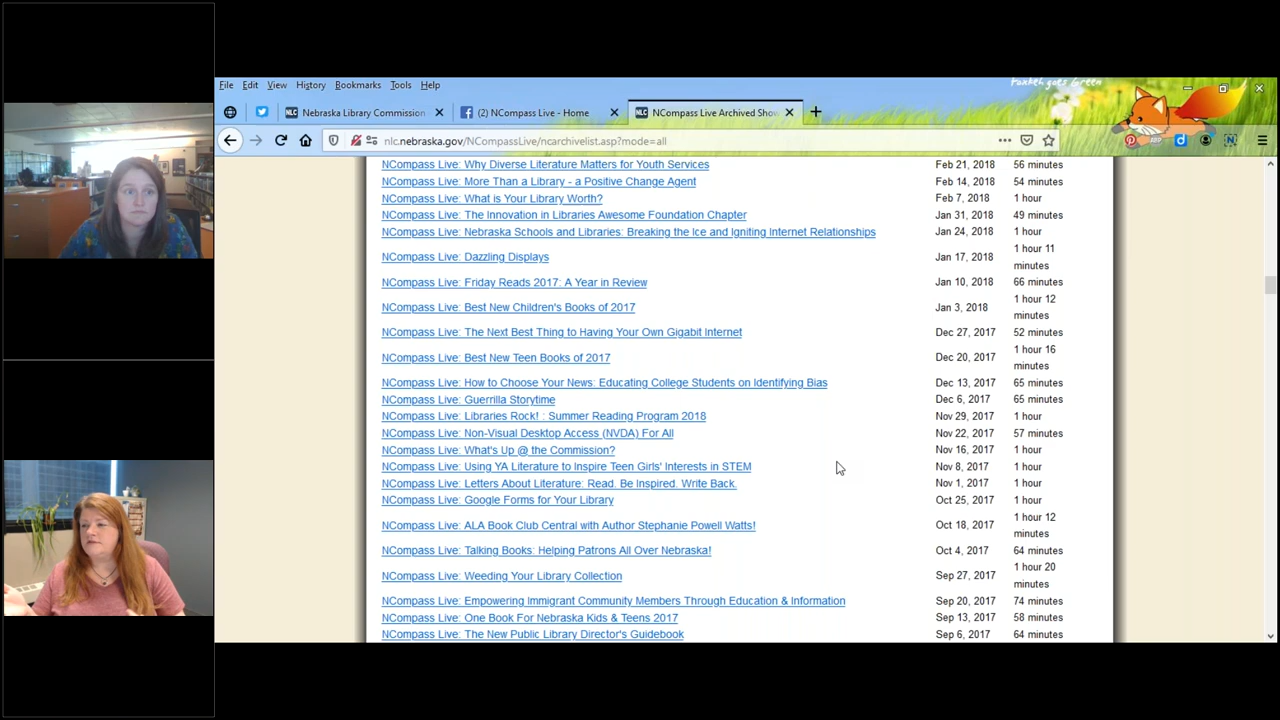 Foxkeh goes Green
File Edit View History Bookmarks Tools Help
Nebraska Library Commission
(2) NCompass Live - Home
NCompass Live Archived Show
nlc.nebraska.gov/NCompassLive/ncarchivelist.asp?mode=all
NCompass Live: Why Diverse Literature Matters for Youth Services Feb 21, 2018 56 minutes
NCompass Live: More Than a Library - a Positive Change Agent Feb 14, 2018 54 minutes
NCompass Live: What is Your Library Worth? Feb 7, 2018 1 hour
NCompass Live: The Innovation in Libraries Awesome Foundation Chapter Jan 31, 2018 49 minutes
NCompass Live: Nebraska Schools and Libraries: Breaking the Ice and Igniting Internet Relationships Jan 24, 2018 1 hour
NCompass Live: Dazzling Displays Jan 17, 2018 1 hour 11
minutes
NCompass Live: Friday Reads 2017: A Year in Review Jan 10, 2018 66 minutes
NCompass Live: Best New Children's Books of 2017 Jan 3, 2018 1 hour 12
minutes
NCompass Live: The Next Best Thing to Having Your Own Gigabit Internet Dec 27, 2017 52 minutes
NCompass Live: Best New Teen Books of 2017 Dec 20, 2017 1 hour 16
minutes
NCompass Live: How to Choose Your News: Educating College Students on Identifying Bias Dec 13, 2017 65 minutes
NCompass Live: Guerrilla Storytime Dec 6, 2017 65 minutes
NCompass Live: Libraries Rock! : Summer Reading Program 2018 Nov 29, 2017 1 hour
NCompass Live: Non-Visual Desktop Access (NVDA) For All Nov 22, 2017 57 minutes
NCompass Live: What's Up @ the Commission? Nov 16, 2017 1 hour
NCompass Live: Using YA Literature to Inspire Teen Girls' Interests in STEM Nov 8, 2017 1 hour
NCompass Live: Letters About Literature: Read. Be Inspired. Write Back. Nov 1, 2017 1 hour
NCompass Live: Google Forms for Your Library Oct 25, 2017 1 hour
NCompass Live: ALA Book Club Central with Author Stephanie Powell Watts! Oct 18, 2017 1 hour 12
minutes
NCompass Live: Talking Books: Helping Patrons All Over Nebraska! Oct 4, 2017 64 minutes
NCompass Live: Weeding Your Library Collection Sep 27, 2017 1 hour 20
minutes
NCompass Live: Empowering Immigrant Community Members Through Education & Information Sep 20, 2017 74 minutes
NCompass Live: One Book For Nebraska Kids & Teens 2017 Sep 13, 2017 58 minutes
NCompass Live: The New Public Library Director's Guidebook Sep 6, 2017 64 minutes